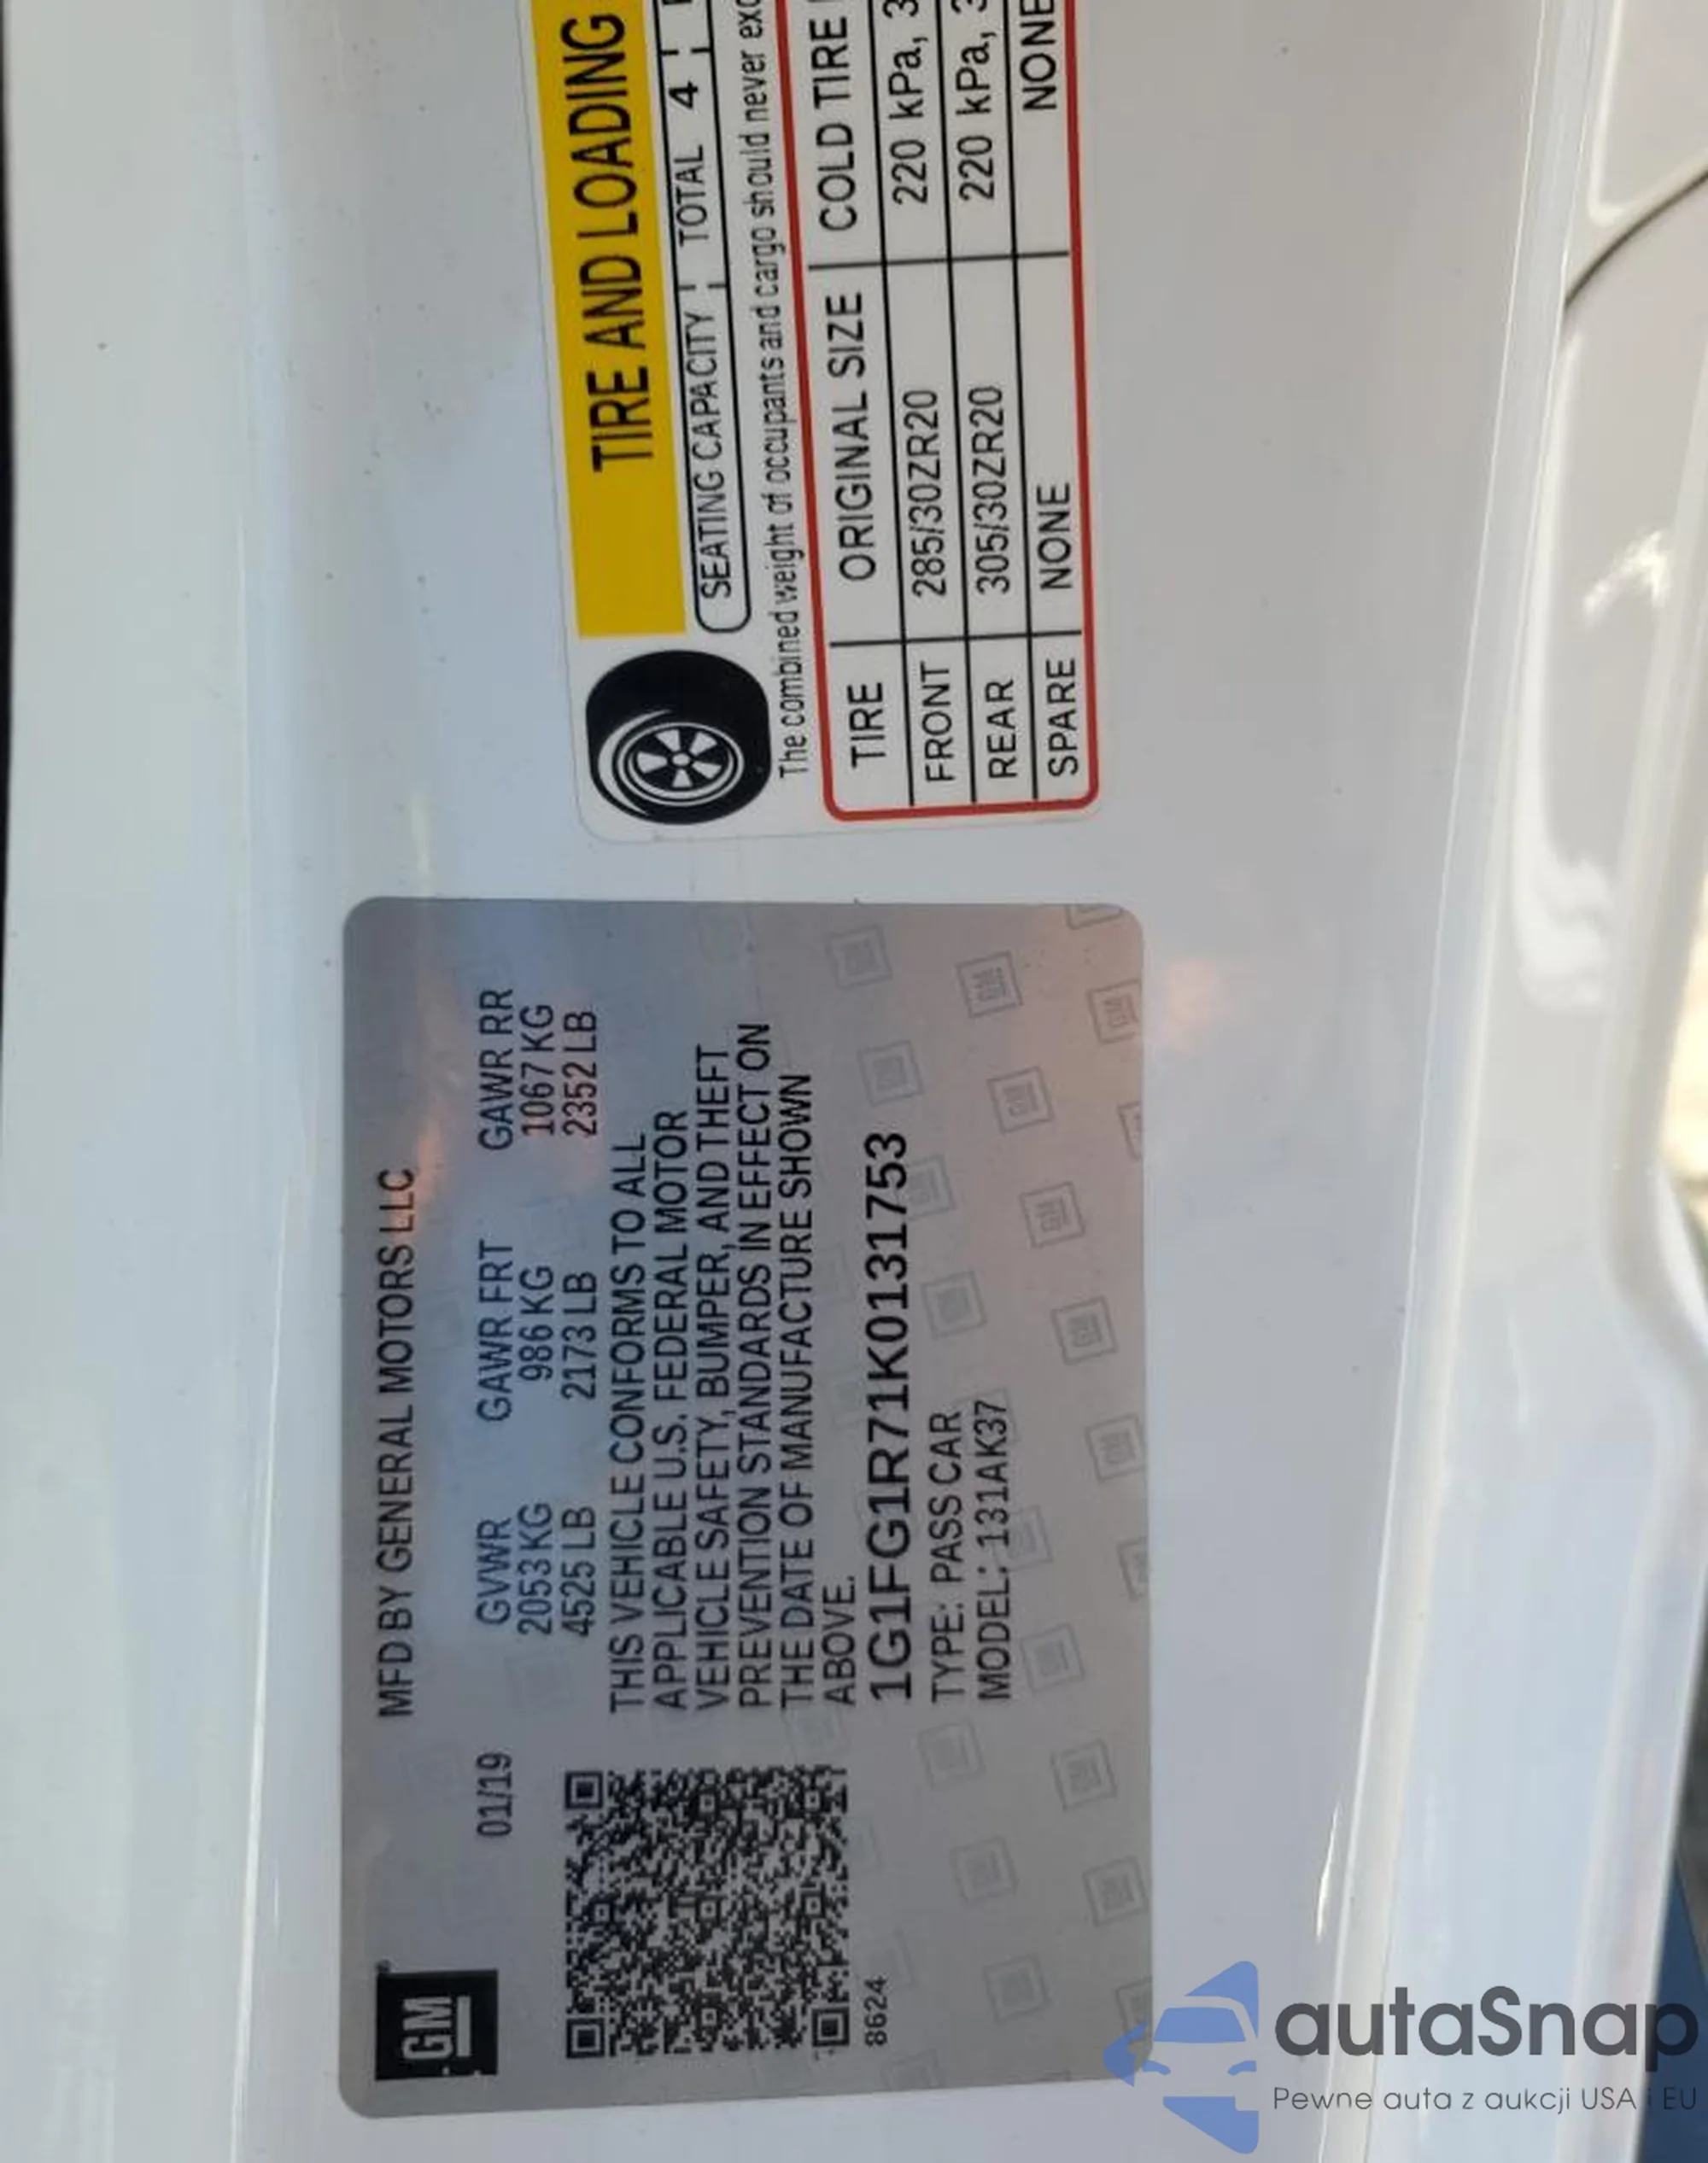 GM
MFD BY GENERAL MOTORS LLC
01/19
GVWR GAWR FRT GAWR RR
2053 KG 986 KG 1067 KG
4525 LB 2173 LB 2352 LB
THIS VEHICLE CONFORMS TO ALL
APPLICABLE U.S. FEDERAL MOTOR
VEHICLE SAFETY, BUMPER, AND THEFT
PREVENTION STANDARDS IN EFFECT ON
THE DATE OF MANUFACTURE SHOWN
ABOVE.
8624
1G1FG1R71K0131753
TYPE: PASS CAR
MODEL: 131AK37
TIRE AND LOADING
SEATING CAPACITY TOTAL 4
The combined weight of occupants and cargo should never
TIRE ORIGINAL SIZE COLD TIRE
FRONT 285/30ZR20 220 kPa, 3
REAR 305/30ZR20 220 kPa, 3
SPARE NONE NONE
autaSnap
Pewne auta z aukcji USA i EU